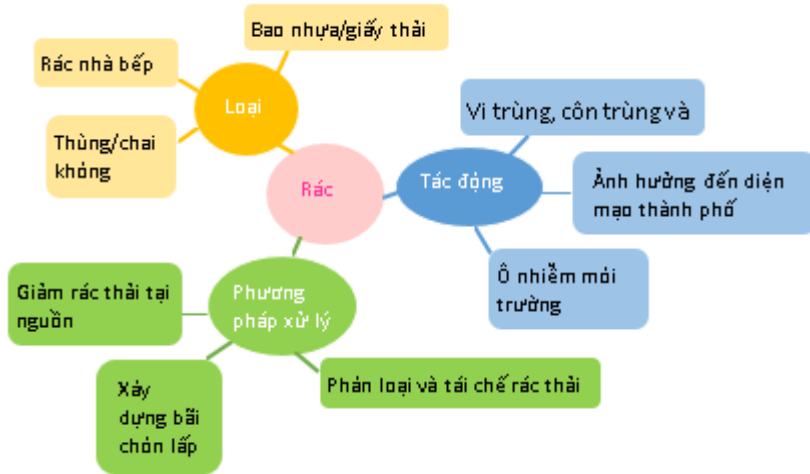 Bao nhựa/giấy thải
Rác nhà bếp
Loại
Thùng/chai
không
Vi trùng, côn trùng và
Rác
Tác động
Ảnh hưởng đến diện
mạo thành phố
Ô nhiễm môi
trường
Giảm rác thải tại
nguồn
Phương
pháp xử lý
Xây
dựng bãi
chôn lấp
Phân loại và tái chế rác thải